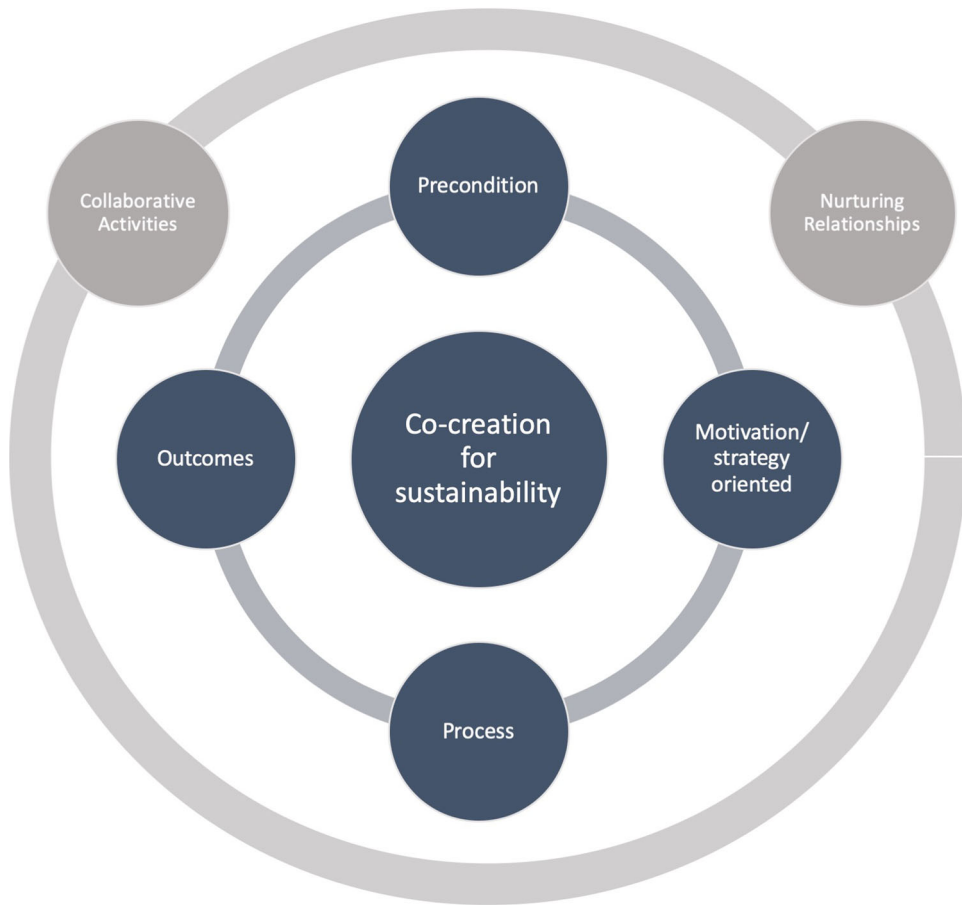 Precondition
Collaborative
Activities
Nurturing
Relationships
Co-creation
for
sustainability
Outcomes
Motivation/
strategy
oriented
Process